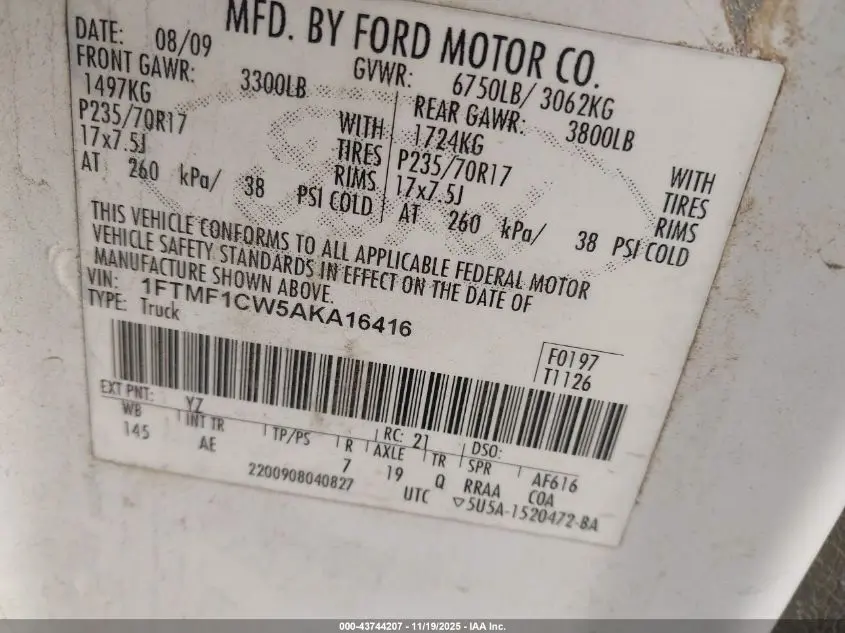 MFD. BY FORD MOTOR CO.
DATE: 08/09
GVWR: 6750LB/ 3062KG
FRONT GAWR: 3300LB
1497KG WITH
P235/70R17 TIRES
17x7.5J RIMS
AT 260 kPa/ 38 PSI COLD
REAR GAWR: 3800LB
1724KG WITH
P235/70R17 TIRES
17x7.5J RIMS
AT 260 kPa/ 38 PSI COLD
THIS VEHICLE CONFORMS TO ALL APPLICABLE FEDERAL MOTOR
VEHICLE SAFETY STANDARDS IN EFFECT ON THE DATE OF
MANUFACTURE SHOWN ABOVE.
VIN: 1FTMF1CW5AKA16416
TYPE: Truck
F0197
T1126
EXT PNT: YZ RC: 21 DSO:
WB INT TR TP/PS R AXLE TR SPR AF616
145 AE 7 19 Q RRAA COA
2200908040827 UTC ▽5U5A-1520472-BA
000-43744207 - 11/19/2025 - IAA Inc.